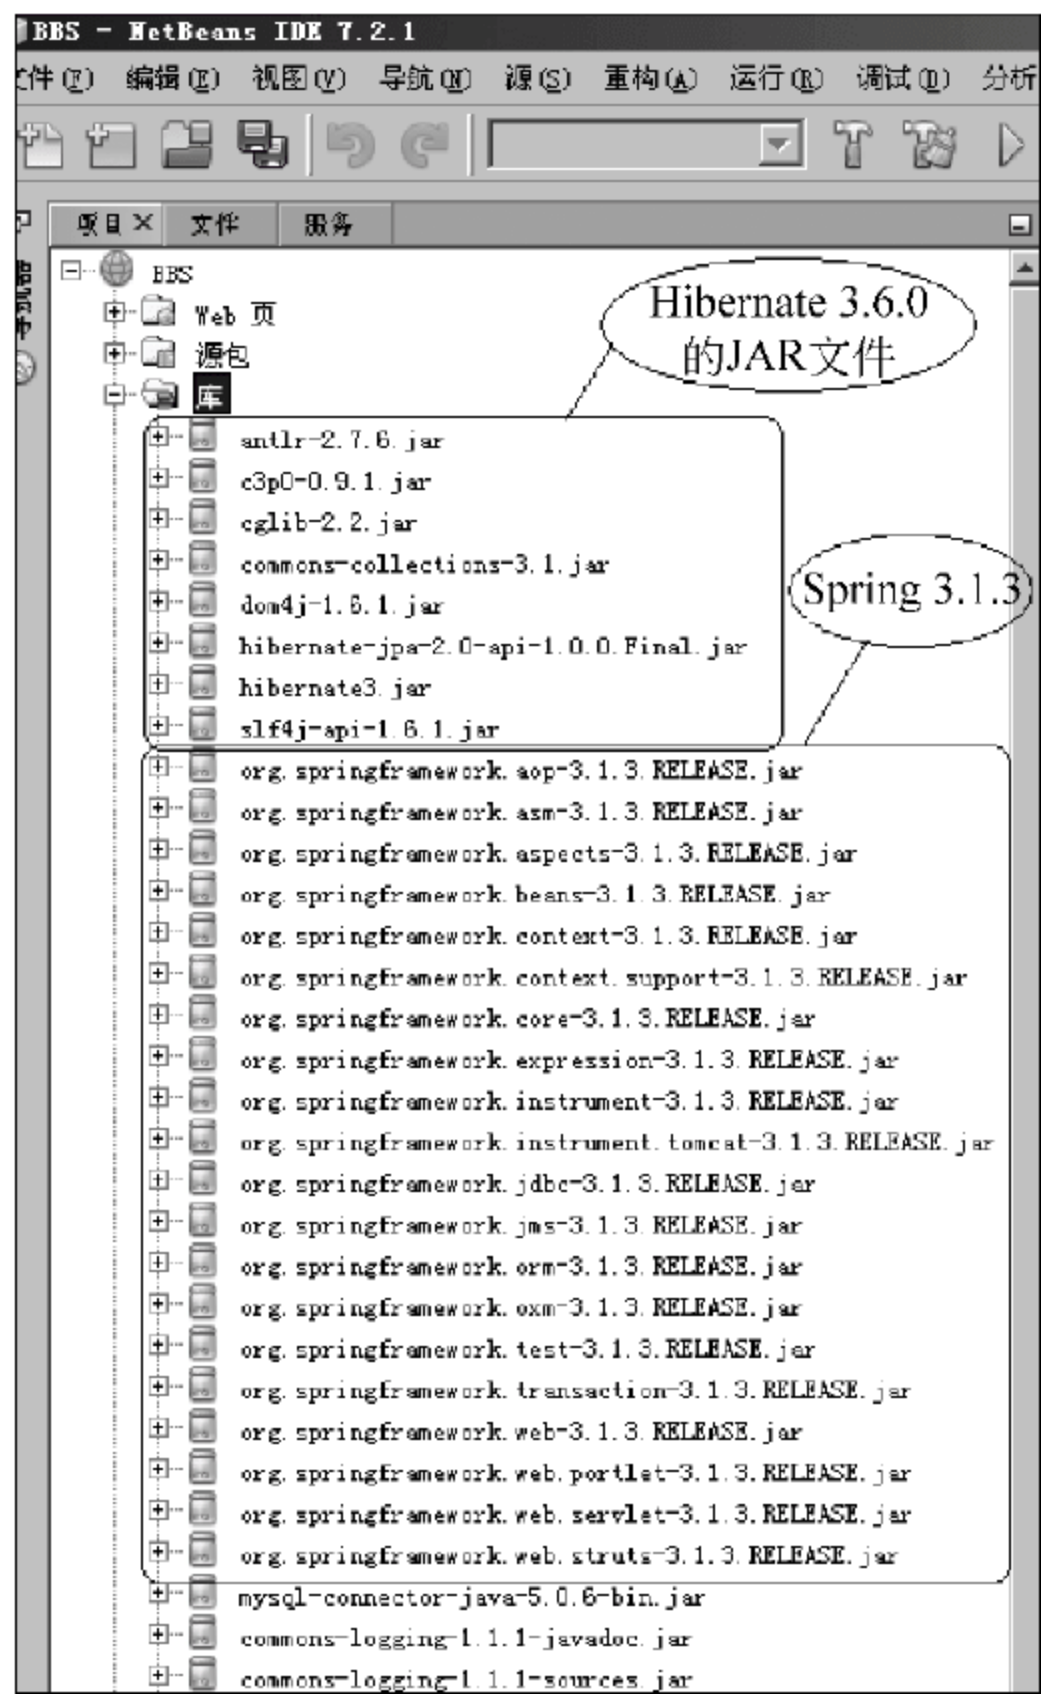 BBS - NetBeans IDE 7.2.1
文件(F) 编辑(E) 视图(V) 导航(N) 源(S) 重构(A) 运行(R) 调试(D) 分析
项目 文件 服务
导航器
BBS
Web 页
源包
库
Hibernate 3.6.0
的JAR文件
antlr-2.7.6.jar
c3p0-0.9.1.jar
cglib-2.2.jar
commons-collections-3.1.jar
dom4j-1.6.1.jar
hibernate-jpa-2.0-api-1.0.0.Final.jar
hibernate3.jar
slf4j-api-1.6.1.jar
Spring 3.1.3
org.springframework.aop-3.1.3.RELEASE.jar
org.springframework.asm-3.1.3.RELEASE.jar
org.springframework.aspects-3.1.3.RELEASE.jar
org.springframework.beans-3.1.3.RELEASE.jar
org.springframework.context-3.1.3.RELEASE.jar
org.springframework.context.support-3.1.3.RELEASE.jar
org.springframework.core-3.1.3.RELEASE.jar
org.springframework.expression-3.1.3.RELEASE.jar
org.springframework.instrument-3.1.3.RELEASE.jar
org.springframework.instrument.tomcat-3.1.3.RELEASE.jar
org.springframework.jdbc-3.1.3.RELEASE.jar
org.springframework.jms-3.1.3.RELEASE.jar
org.springframework.orm-3.1.3.RELEASE.jar
org.springframework.oxm-3.1.3.RELEASE.jar
org.springframework.test-3.1.3.RELEASE.jar
org.springframework.transaction-3.1.3.RELEASE.jar
org.springframework.web-3.1.3.RELEASE.jar
org.springframework.web.portlet-3.1.3.RELEASE.jar
org.springframework.web.servlet-3.1.3.RELEASE.jar
org.springframework.web.struts-3.1.3.RELEASE.jar
mysql-connector-java-5.0.6-bin.jar
commons-logging-1.1.1-javadoc.jar
commons-logging-1.1.1-sources.jar